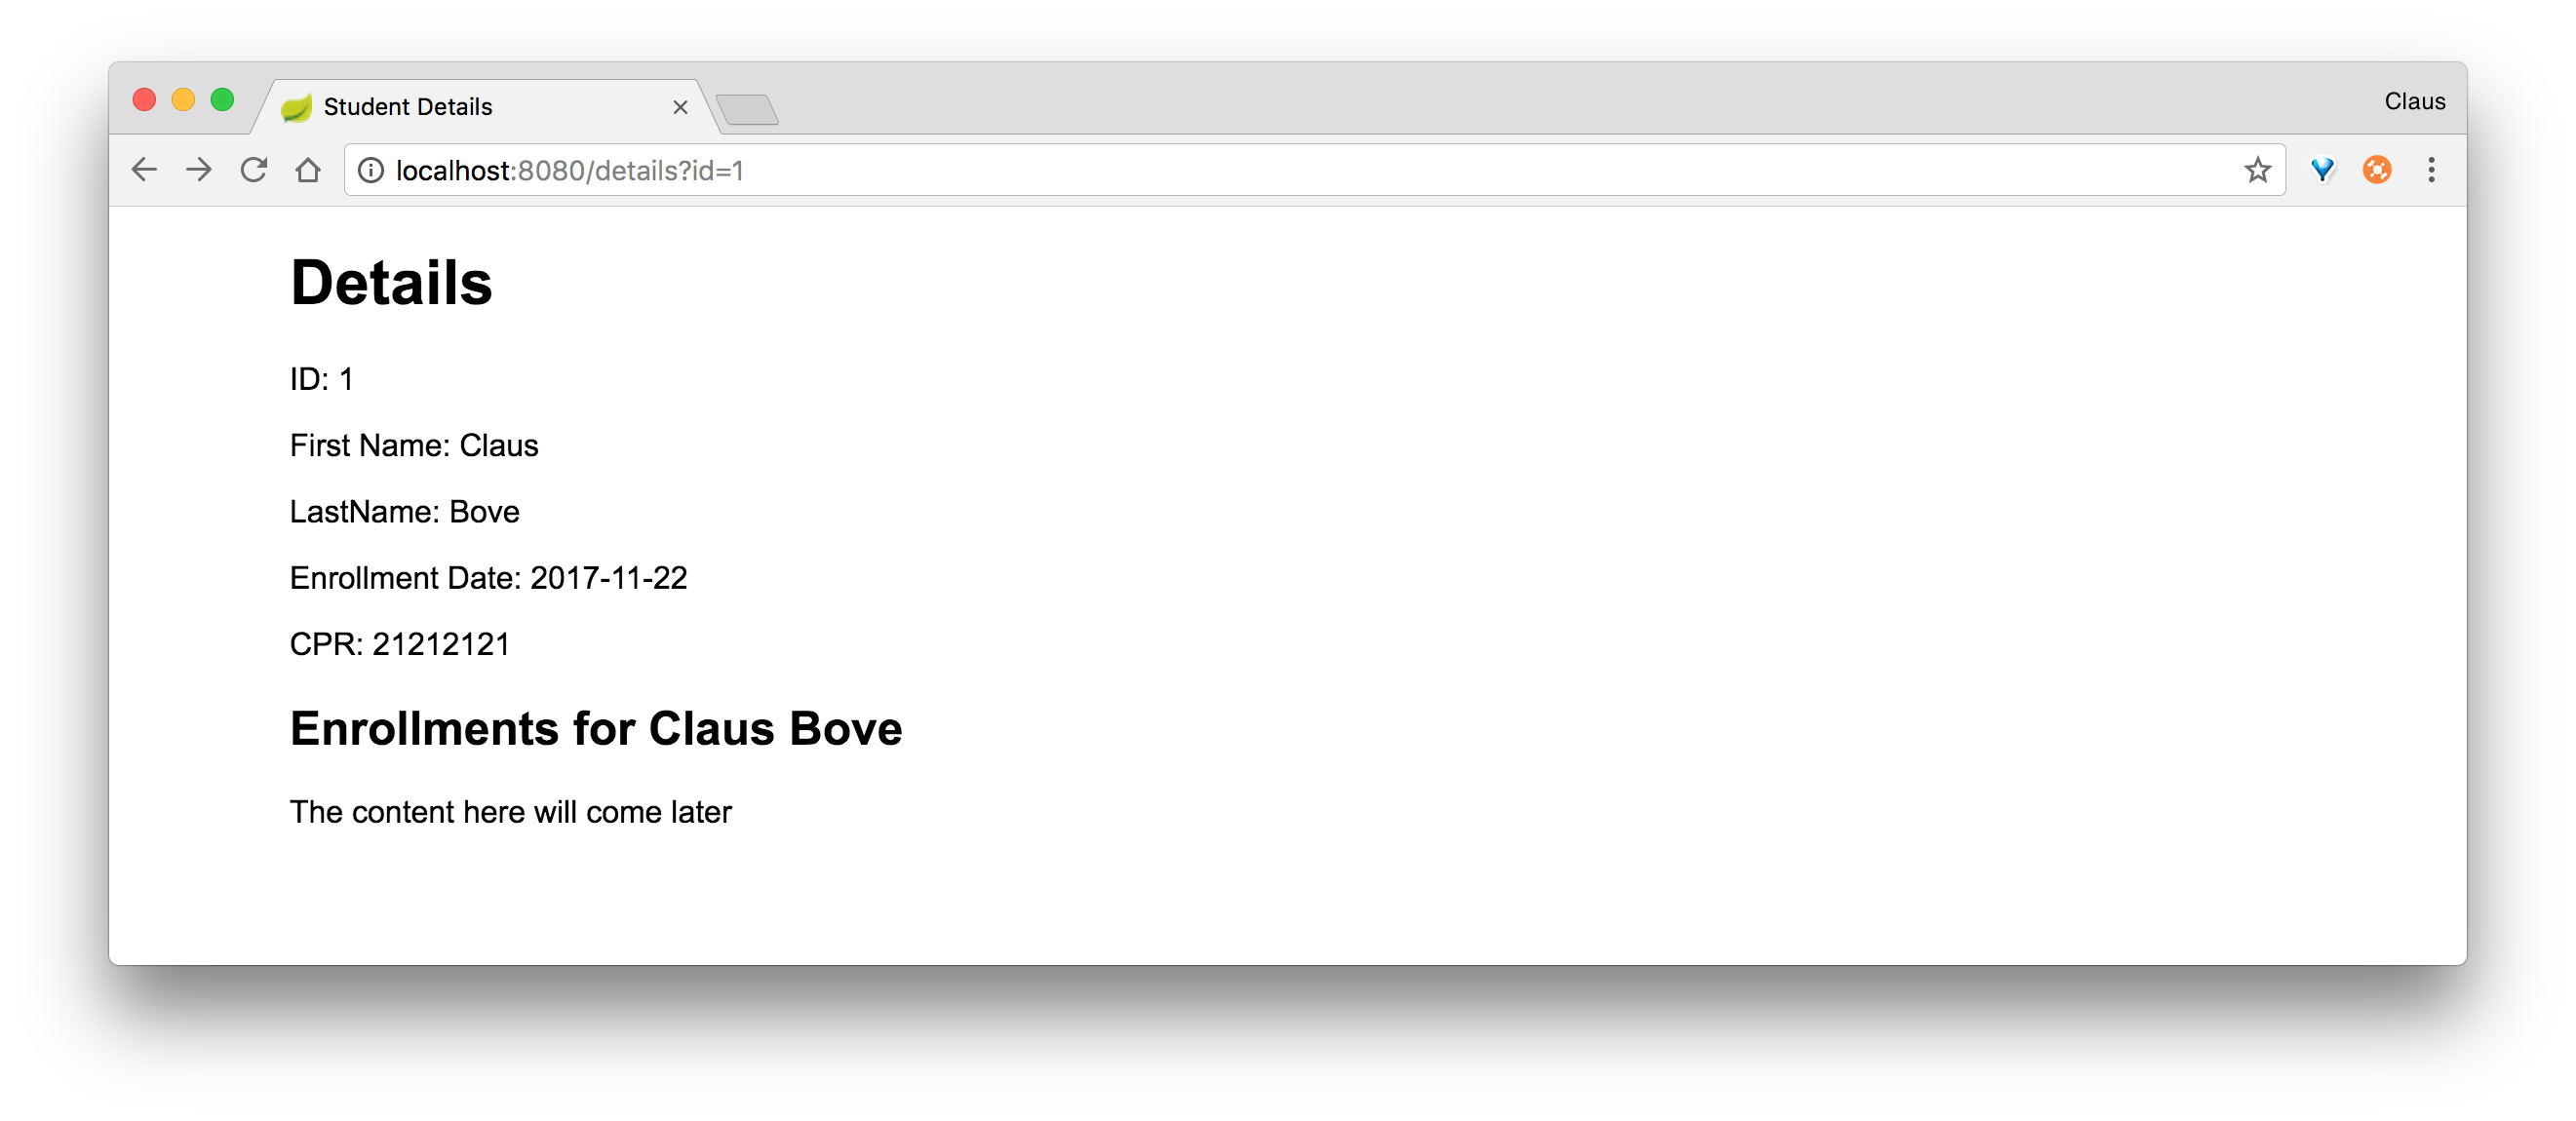 Student Details
Claus
localhost:8080/details?id=1
Details
ID: 1
First Name: Claus
LastName: Bove
Enrollment Date: 2017-11-22
CPR: 21212121
Enrollments for Claus Bove
The content here will come later